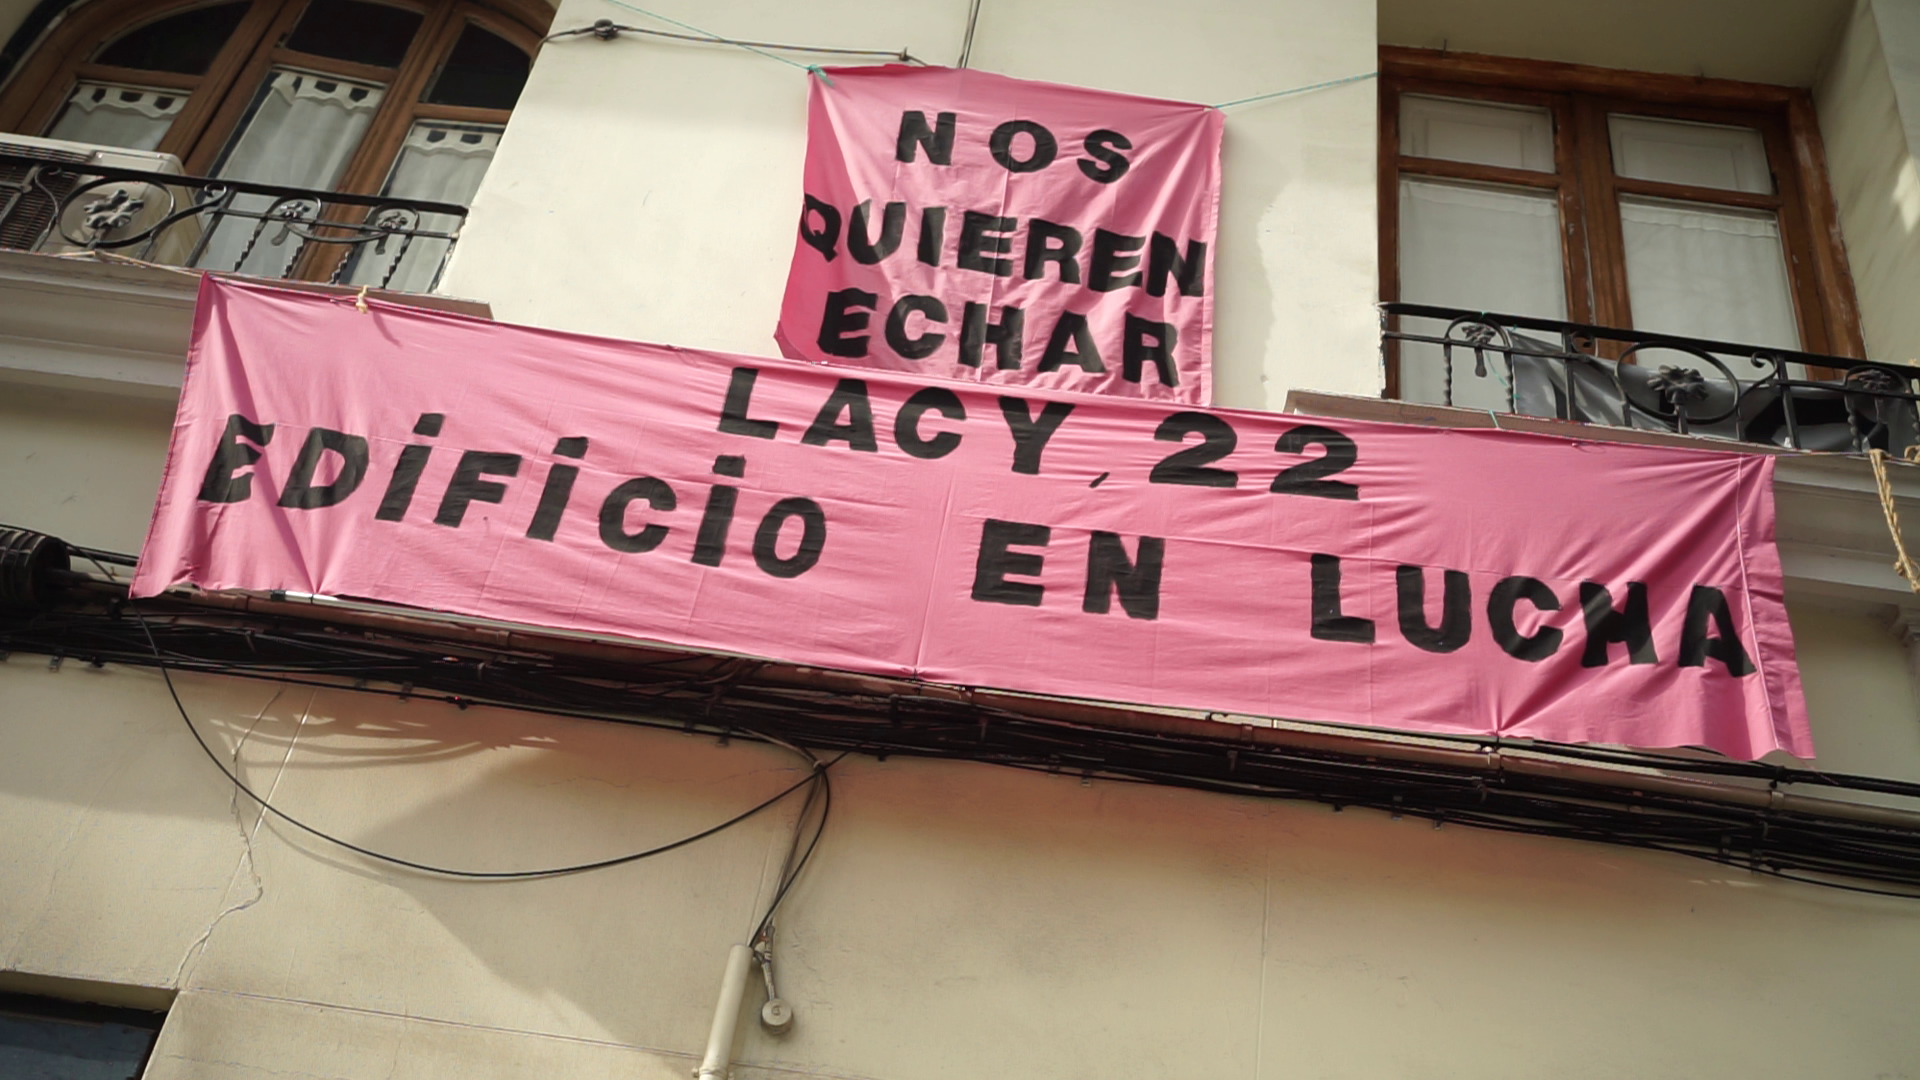 NOS
QUIEREN
ECHAR
LACY, 22
EDiFiCiO EN LUCHA